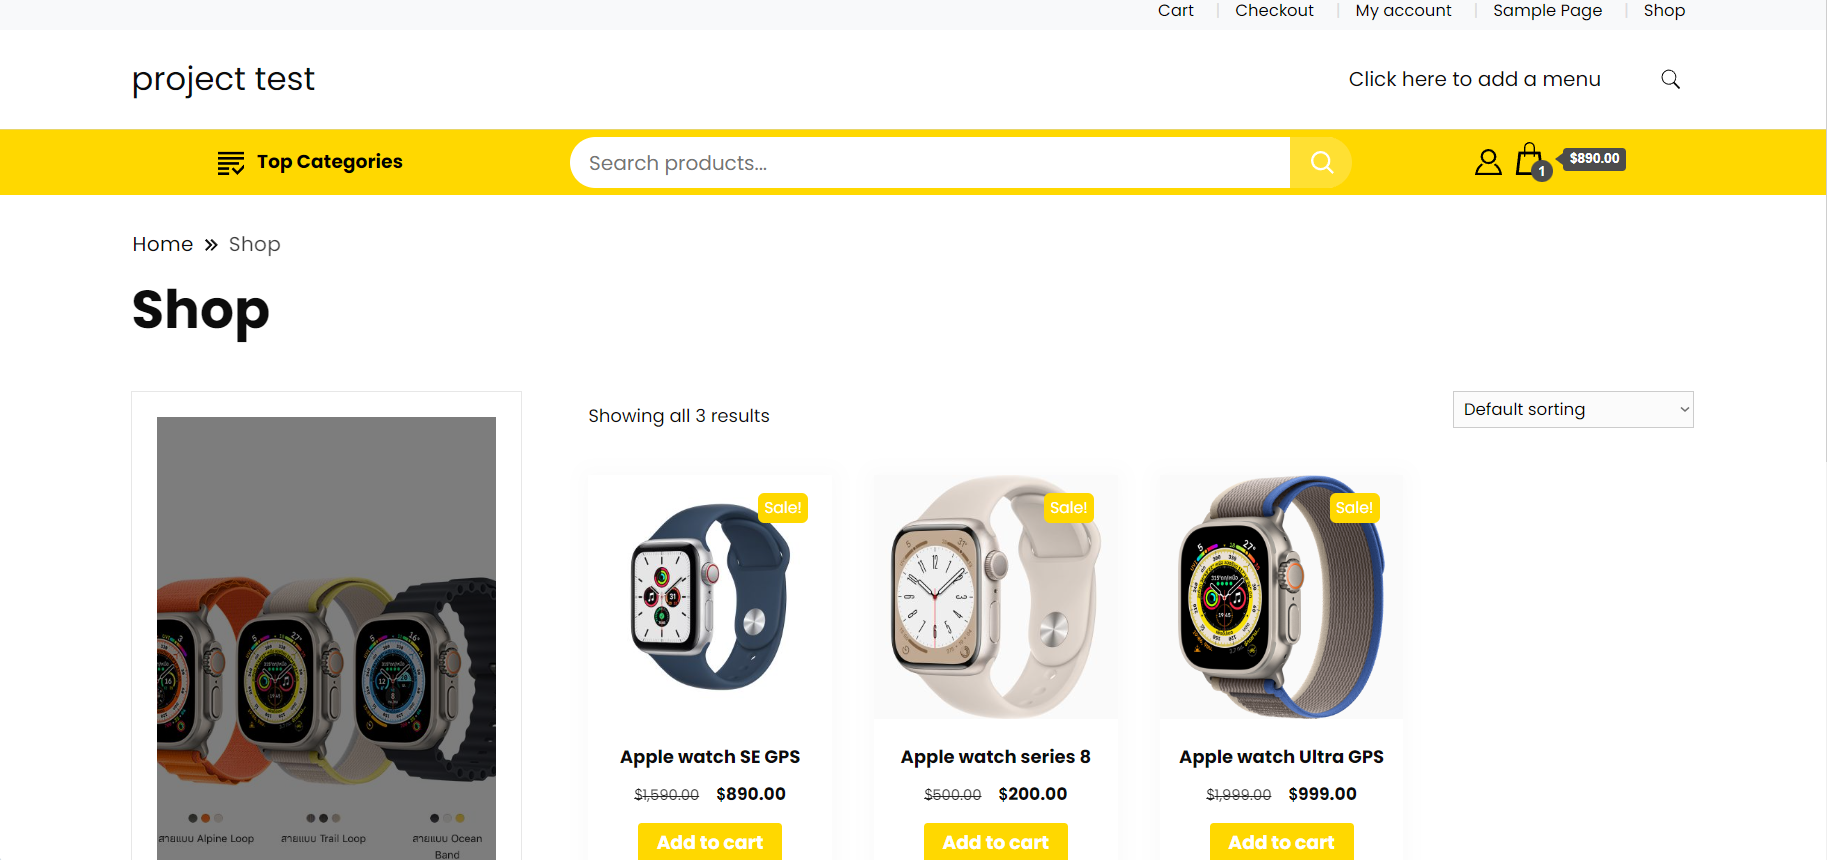 Cart Checkout My account Sample Page Shop
project test
Click here to add a menu
Top Categories
Search products...
1
$890.00
Home » Shop
Shop
Showing all 3 results
Default sorting
Sale!
Sale!
Sale!
Apple watch SE GPS
$1,590.00 $890.00
Add to cart
Apple watch series 8
$500.00 $200.00
Add to cart
Apple watch Ultra GPS
$1,999.00 $999.00
Add to cart
สายแบบ Alpine Loop
สายแบบ Trail Loop
สายแบบ Ocean
Band